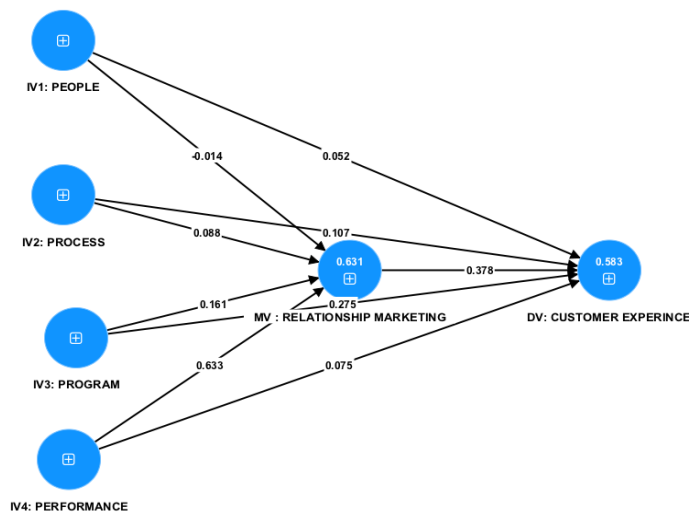 IV1: PEOPLE
-0.014
0.052
IV2: PROCESS
0.088
0.107
0.631
0.583
0.378
0.161
0.275
MV : RELATIONSHIP MARKETING
DV: CUSTOMER EXPERINCE
IV3: PROGRAM
0.633
0.075
IV4: PERFORMANCE